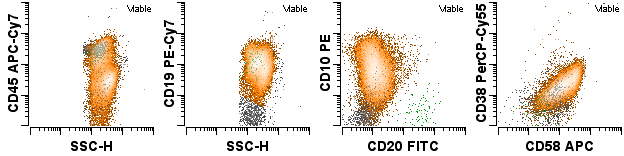 Viable
CD45 APC-Cy7
SSC-H
Viable
CD19 PE-Cy7
SSC-H
Viable
CD10 PE
CD20 FITC
Viable
CD38 PerCP-Cy55
CD58 APC